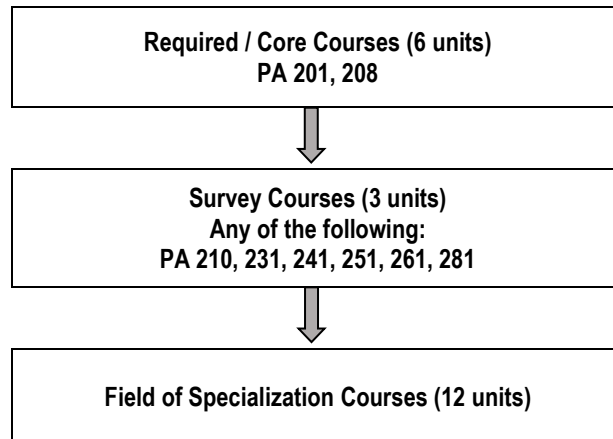 Required / Core Courses (6 units)
PA 201, 208
Survey Courses (3 units)
Any of the following:
PA 210, 231, 241, 251, 261, 281
Field of Specialization Courses (12 units)